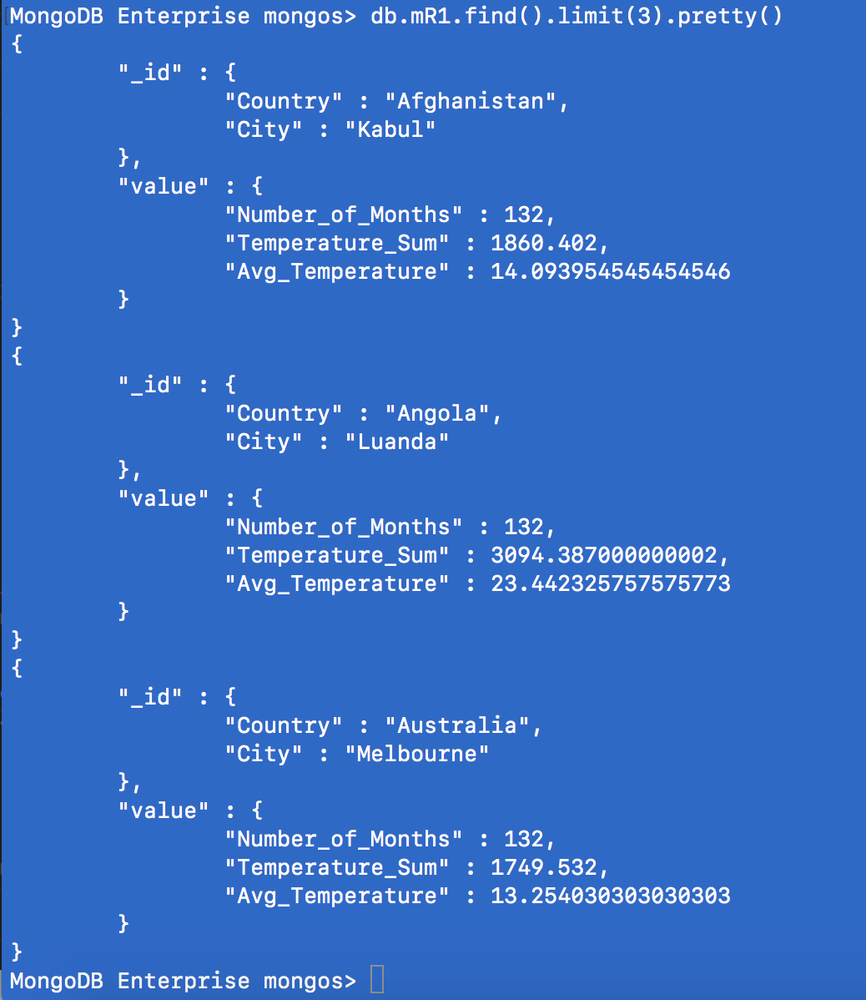 MongoDB Enterprise mongos> db.mR1.find().limit(3).pretty()
{
        "_id" : {
                "Country" : "Afghanistan",
                "City" : "Kabul"
        },
        "value" : {
                "Number_of_Months" : 132,
                "Temperature_Sum" : 1860.402,
                "Avg_Temperature" : 14.093954545454546
        }
}
{
        "_id" : {
                "Country" : "Angola",
                "City" : "Luanda"
        },
        "value" : {
                "Number_of_Months" : 132,
                "Temperature_Sum" : 3094.387000000002,
                "Avg_Temperature" : 23.442325757575773
        }
}
{
        "_id" : {
                "Country" : "Australia",
                "City" : "Melbourne"
        },
        "value" : {
                "Number_of_Months" : 132,
                "Temperature_Sum" : 1749.532,
                "Avg_Temperature" : 13.254030303030303
        }
}
MongoDB Enterprise mongos>